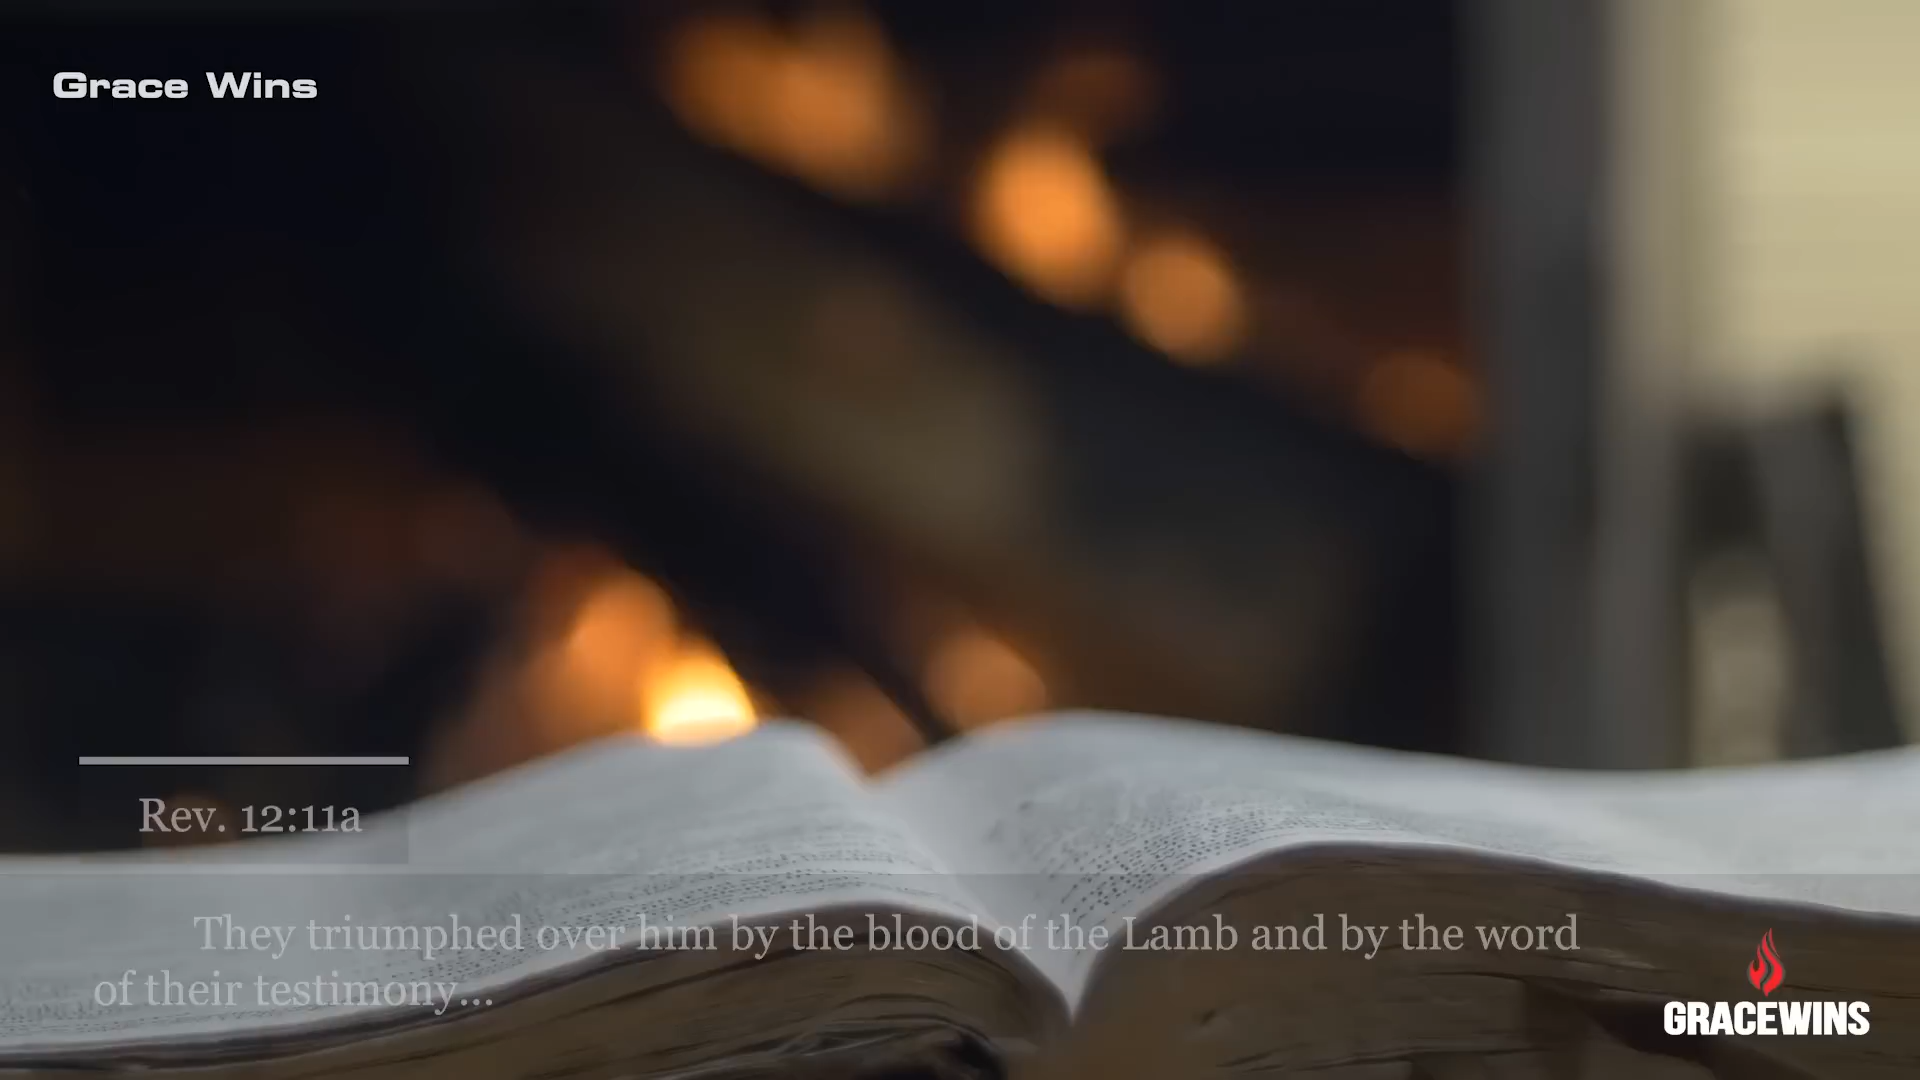 Grace Wins
Rev. 12:11a
They triumphed over him by the blood of the Lamb and by the word
of their testimony...
GRACEWINS